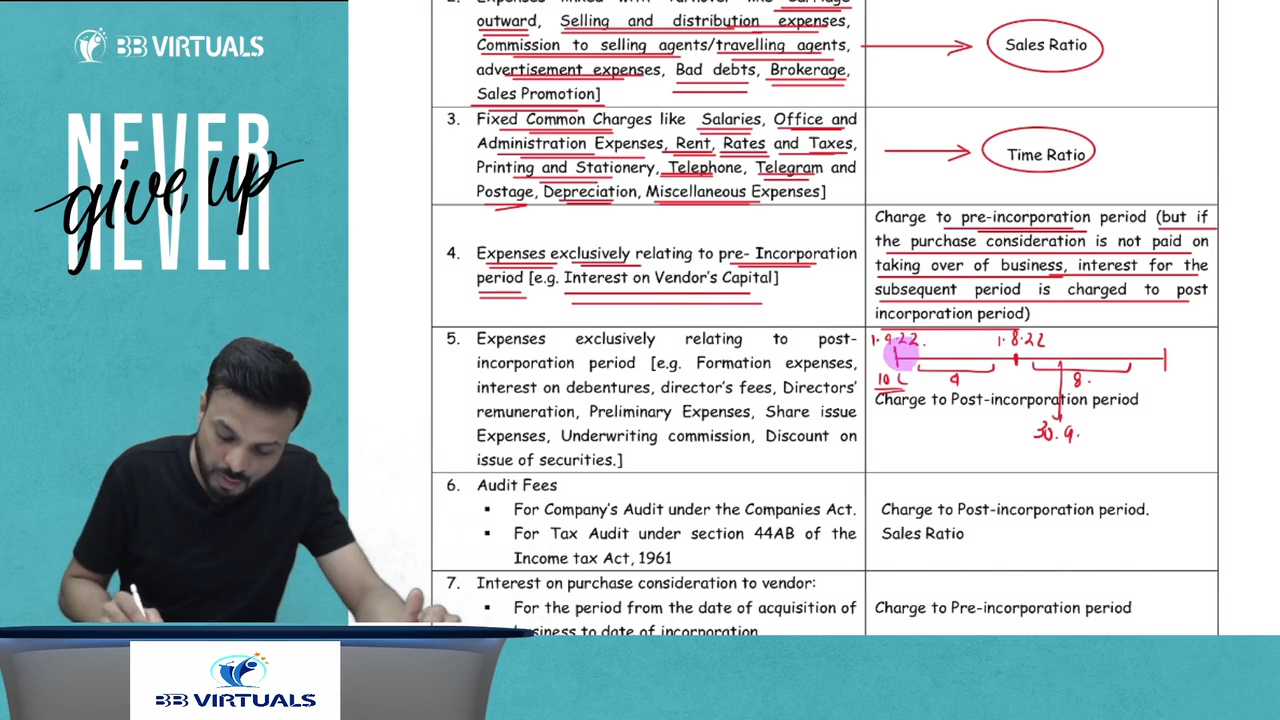 BB VIRTUALS
NEVER
give up
NEVER
outward, Selling and distribution expenses,
Commission to selling agents/travelling agents,
advertisement expenses, Bad debts, Brokerage,
Sales Promotion]
Sales Ratio
3. Fixed Common Charges like Salaries, Office and
Administration Expenses, Rent, Rates and Taxes,
Printing and Stationery, Telephone, Telegram and
Postage, Depreciation, Miscellaneous Expenses]
Time Ratio
4. Expenses exclusively relating to pre- Incorporation
period [e.g. Interest on Vendor's Capital]
Charge to pre-incorporation period (but if
the purchase consideration is not paid on
taking over of business, interest for the
subsequent period is charged to post
incorporation period)
5. Expenses exclusively relating to post-
incorporation period [e.g. Formation expenses,
interest on debentures, director's fees, Directors'
remuneration, Preliminary Expenses, Share issue
Expenses, Underwriting commission, Discount on
issue of securities.]
1.8.22
10 L
8.
Charge to Post-incorporation period
30.9.
6. Audit Fees
▪ For Company's Audit under the Companies Act.
▪ For Tax Audit under section 44AB of the
Income tax Act, 1961
Charge to Post-incorporation period.
Sales Ratio
7. Interest on purchase consideration to vendor:
▪ For the period from the date of acquisition of
business to date of incorporation
Charge to Pre-incorporation period
BB VIRTUALS